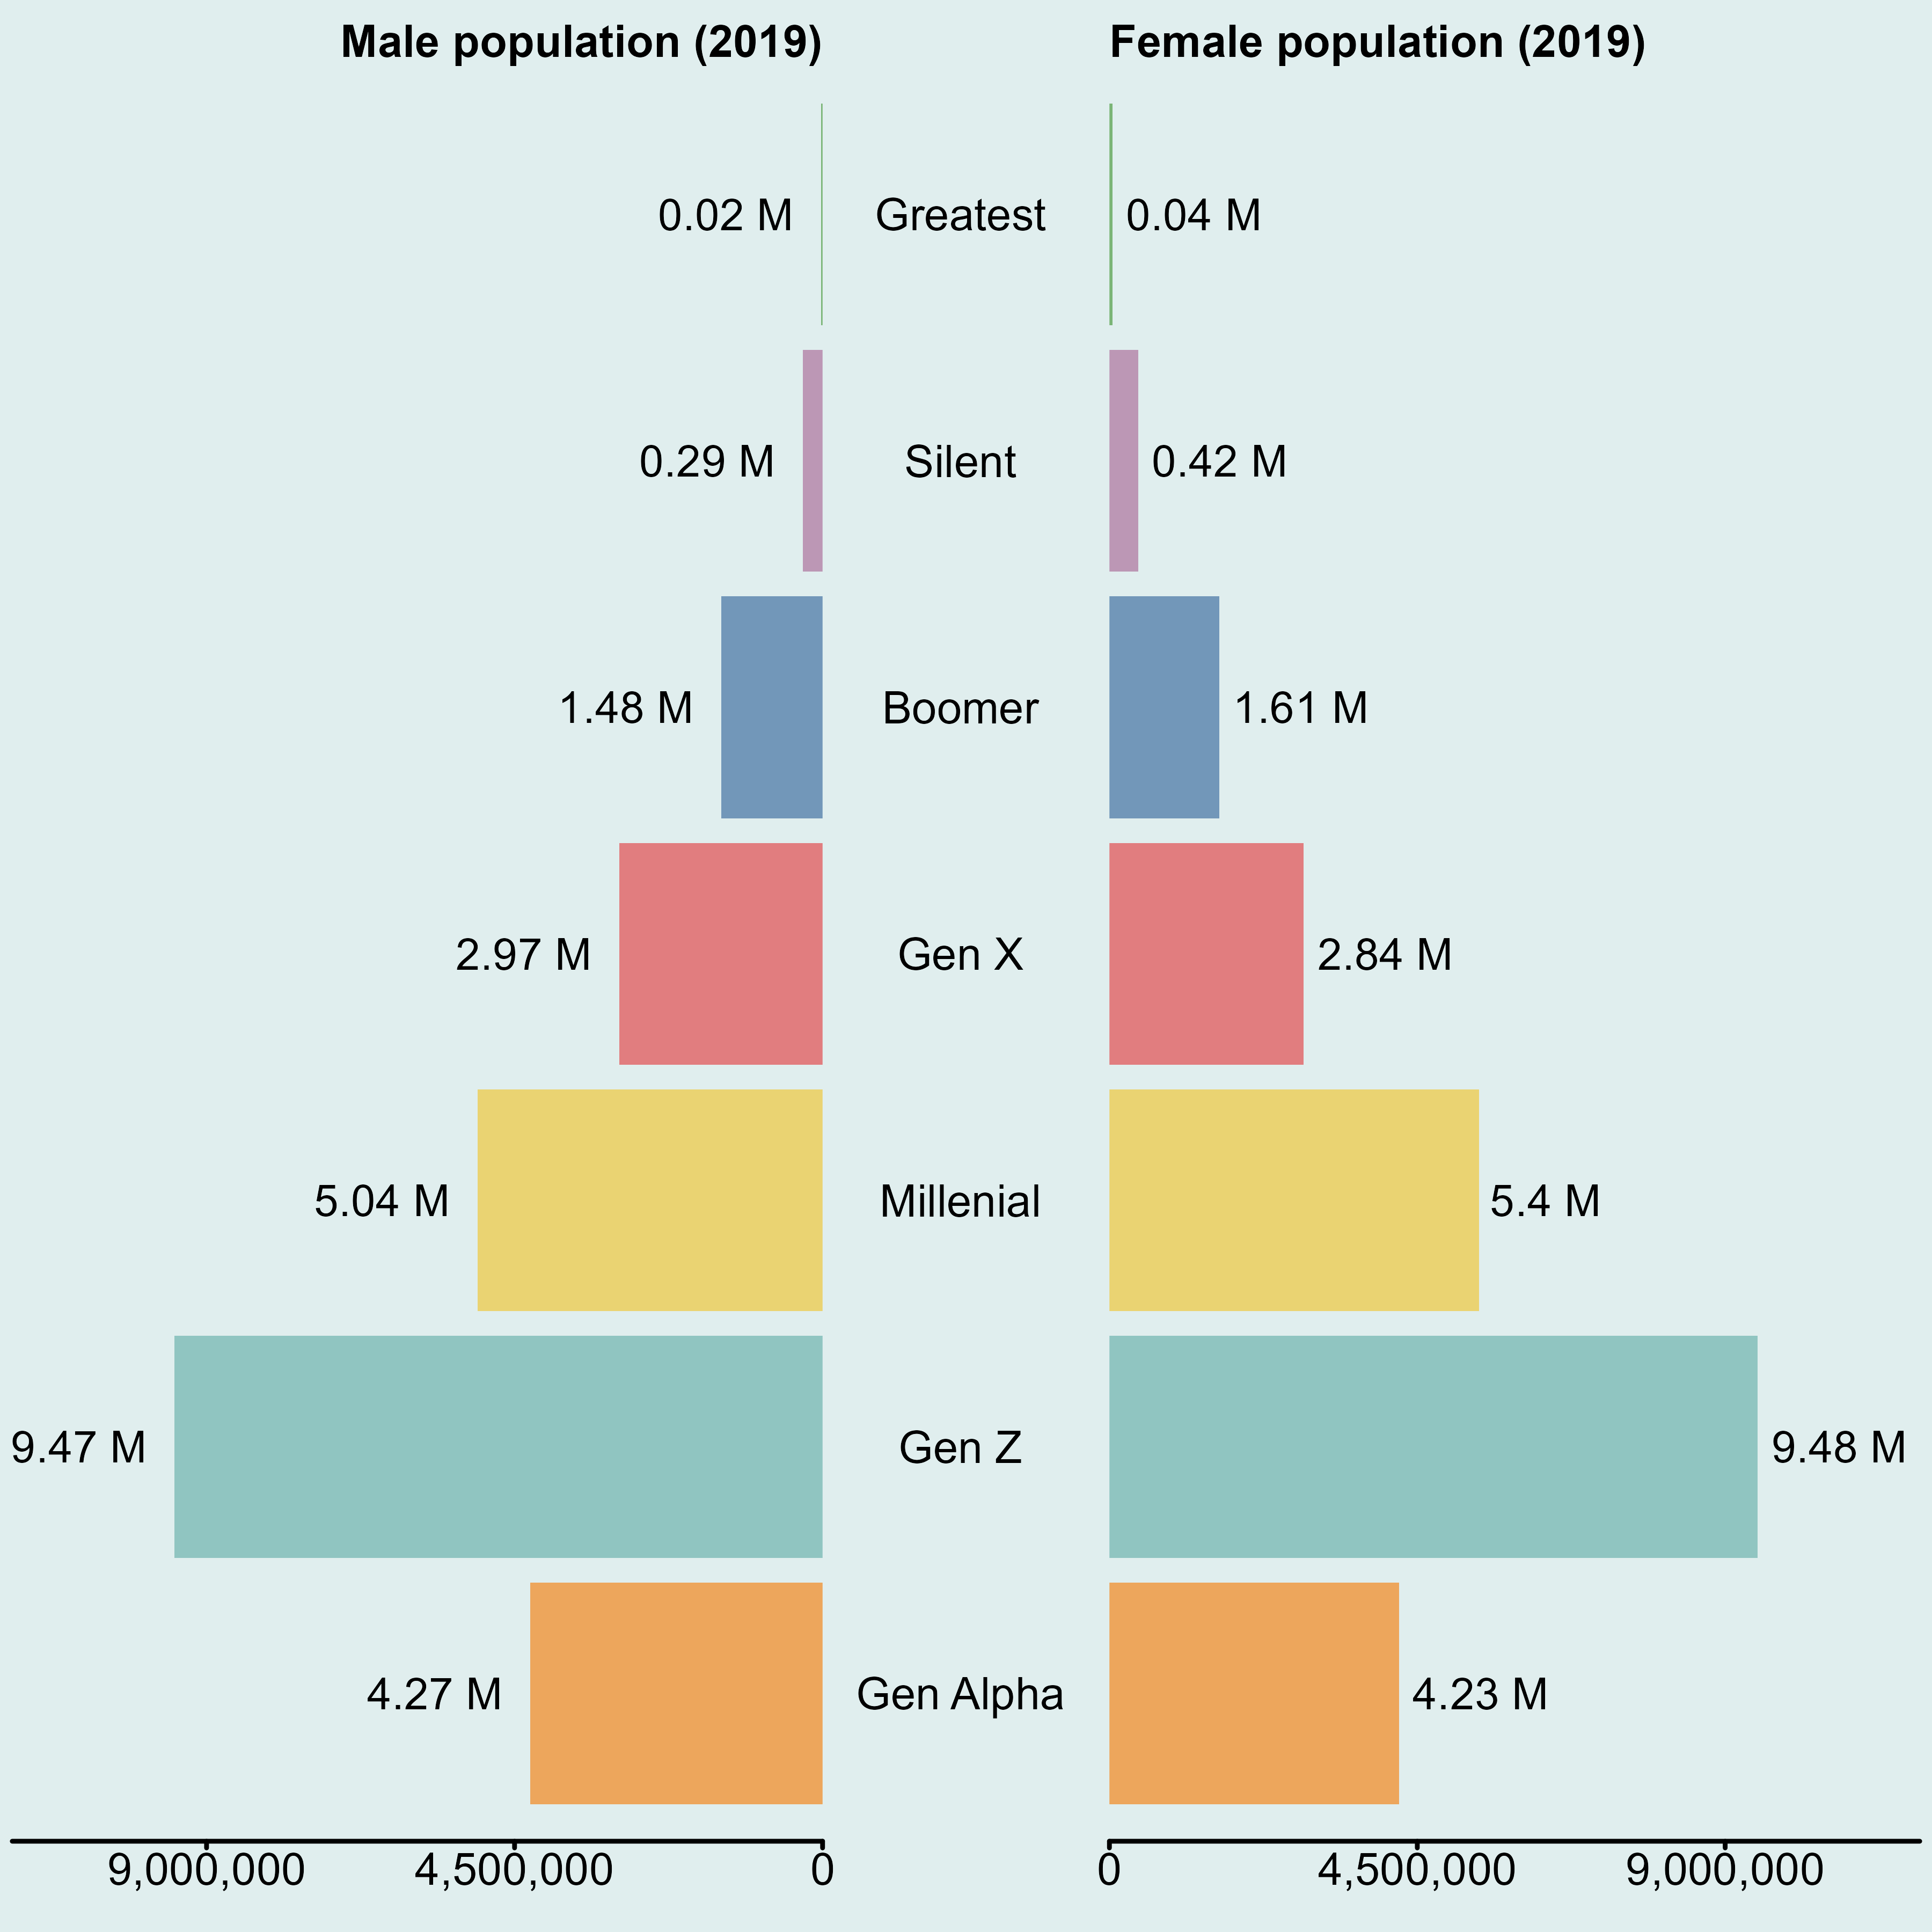 Male population (2019)
Female population (2019)
0.02 M
Greatest
0.04 M
0.29 M
Silent
0.42 M
1.48 M
Boomer
1.61 M
2.97 M
Gen X
2.84 M
5.04 M
Millenial
5.4 M
9.47 M
Gen Z
9.48 M
4.27 M
Gen Alpha
4.23 M
9,000,000
4,500,000
0
0
4,500,000
9,000,000